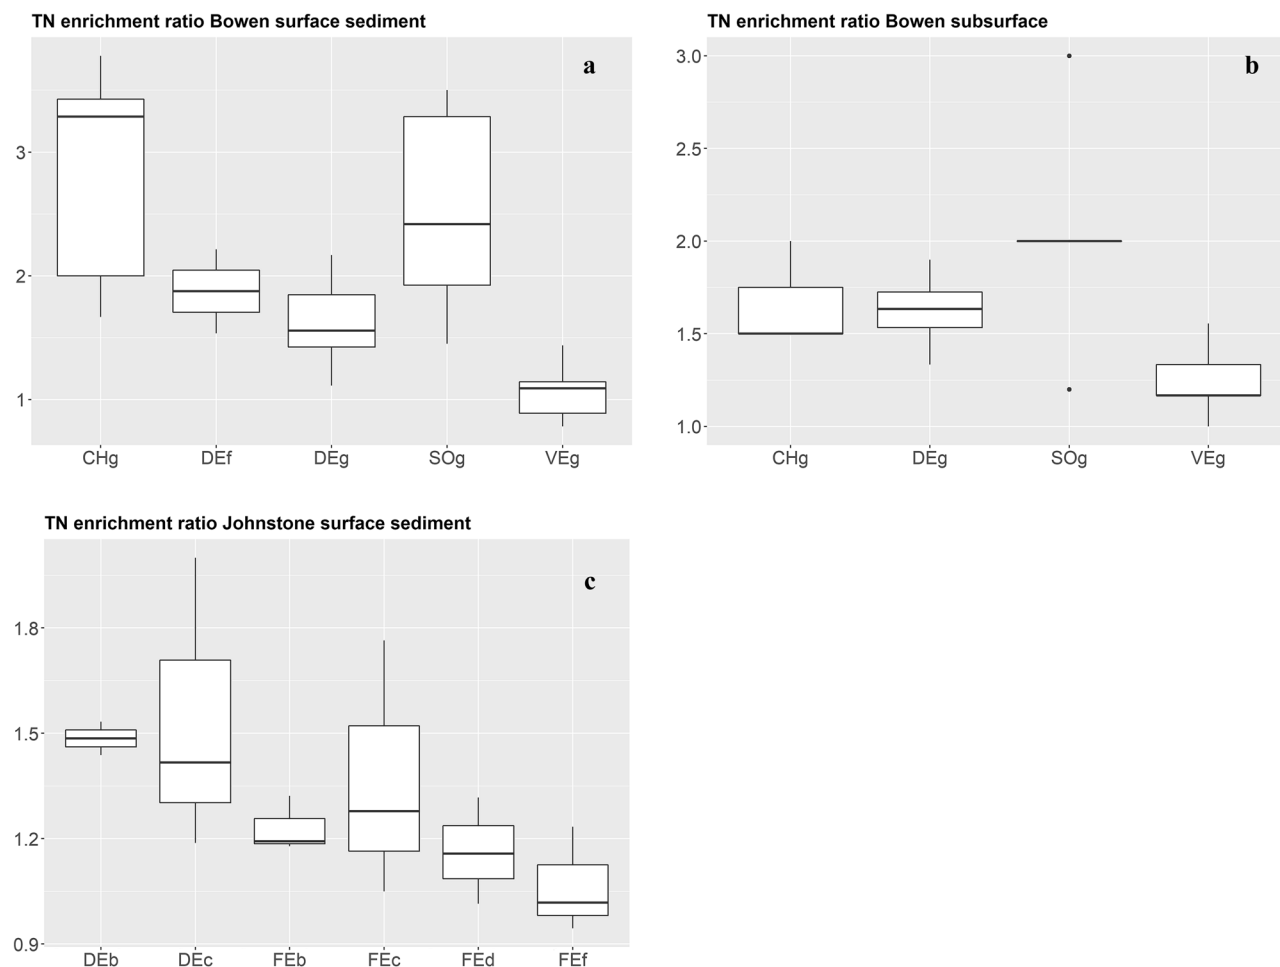 TN enrichment ratio Bowen surface sediment
a
3
2
1
CHg DEf DEg SOg VEg
TN enrichment ratio Bowen subsurface
b
3.0
2.5
2.0
1.5
1.0
CHg DEg SOg VEg
TN enrichment ratio Johnstone surface sediment
c
1.8
1.5
1.2
0.9
DEb DEc FEb FEc FEd FEf